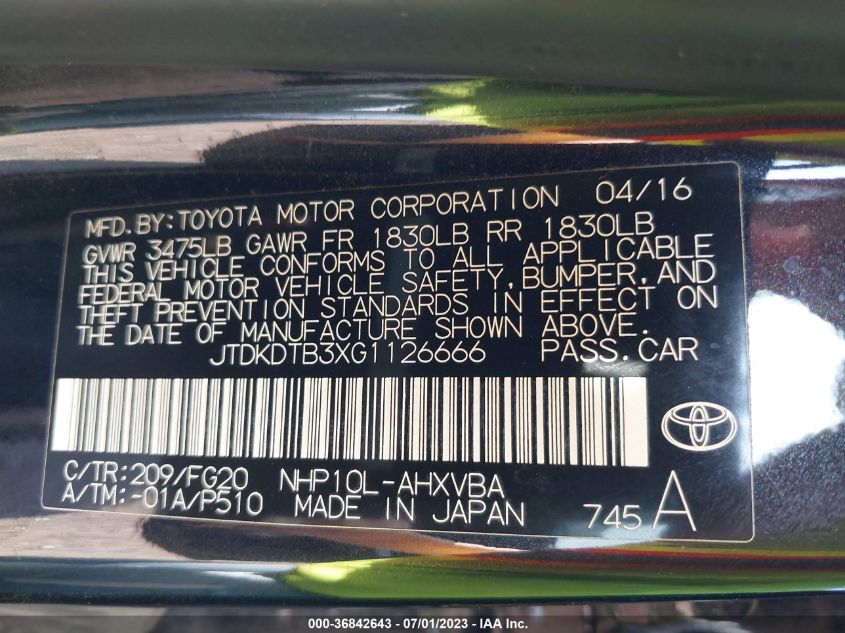 MFD.BY:TOYOTA MOTOR CORPORATION 04/16
GVWR 3475LB GAWR FR 1830LB RR 1830LB
THIS VEHICLE CONFORMS TO ALL APPLICABLE
FEDERAL MOTOR VEHICLE SAFETY,BUMPER,AND
THEFT PREVENTION STANDARDS IN EFFECT ON
THE DATE OF MANUFACTURE SHOWN ABOVE.
JTDKDTB3XG1126666 PASS.CAR
C/TR:209/FG20 NHP10L-AHXVBA
A/TM:-01A/P510 MADE IN JAPAN 745 A
000-36842643 - 07/01/2023 - IAA Inc.